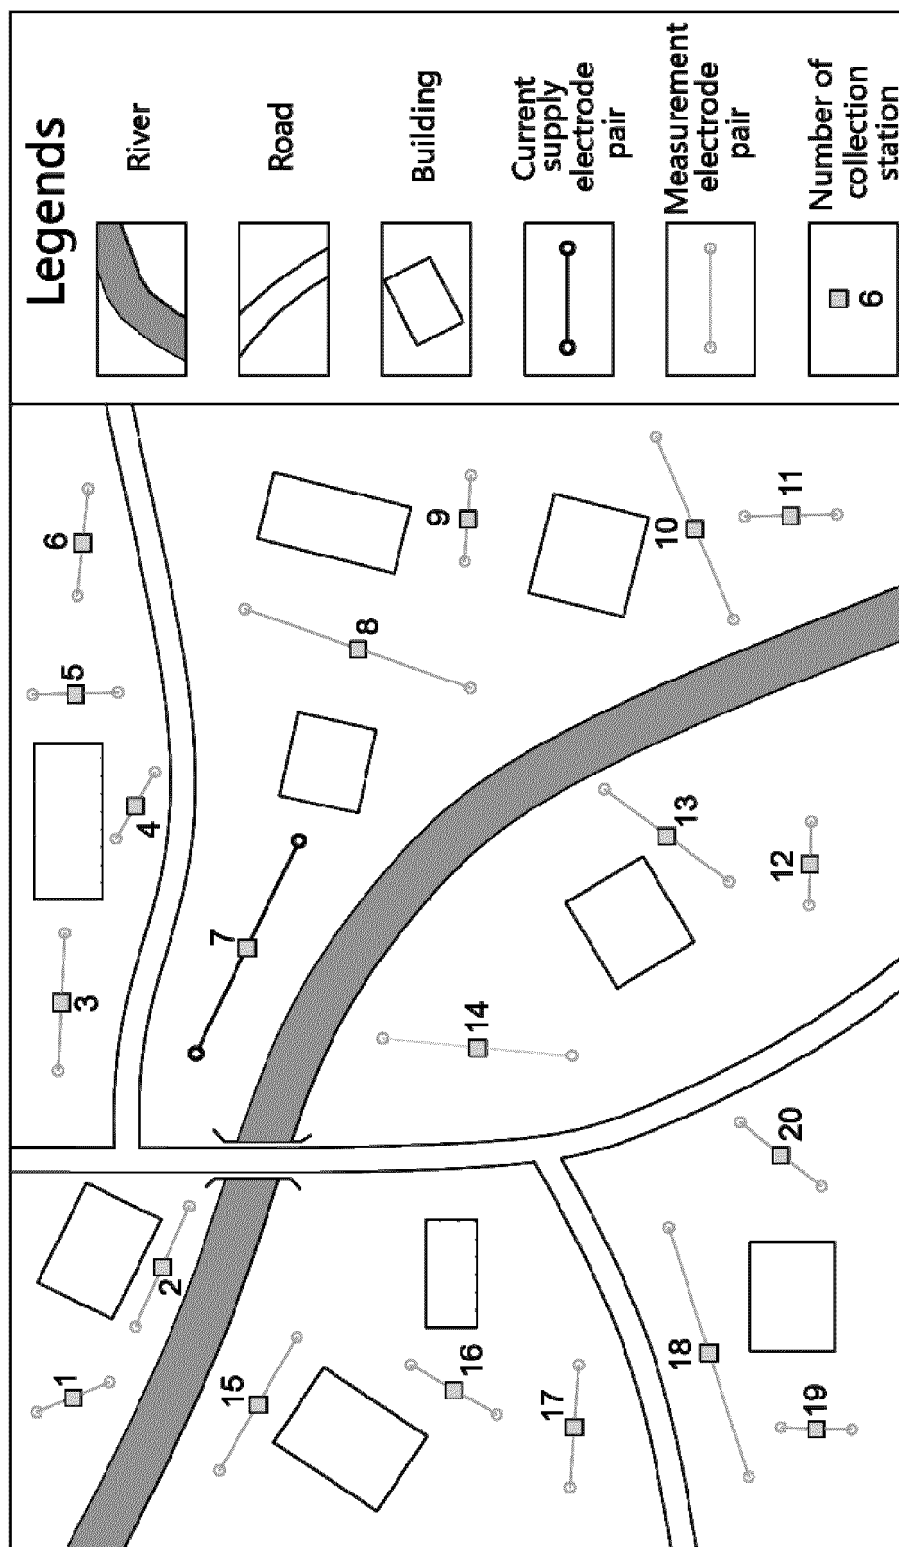 Legends
River
Road
Building
Current
supply
electrode
pair
Measurement
electrode
pair
Number of
collection
station
6
1
2
3
4
5
6
7
8
9
10
11
12
13
14
15
16
17
18
19
20